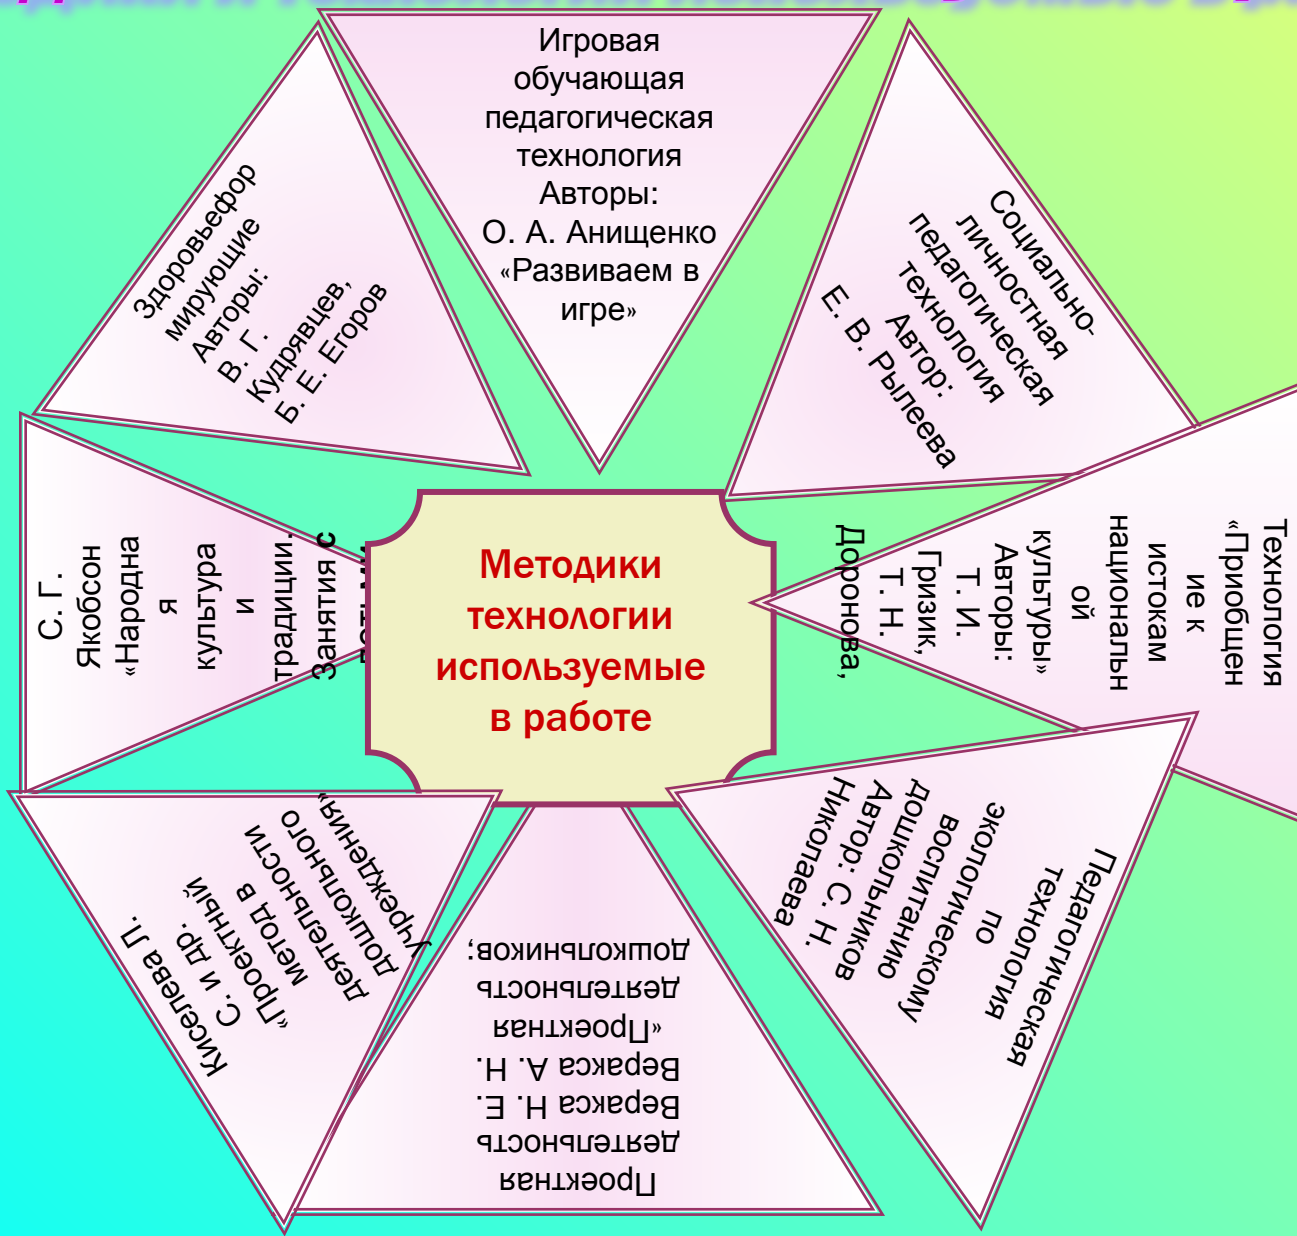 Игровая
обучающая
педагогическая
технология
Авторы:
О. А. Анищенко
«Развиваем в
игре»
Социально-
личностная
педагогическая
технология
Автор:
Е. В. Рылеева
Технология
«Приобщен
ие к
истокам
национальн
ой
культуры»
Авторы:
Т. И.
Гризик,
Т. Н.
Доронова,
Педагогическая
технология
по
экологическому
воспитанию
дошкольников
Автор: С. Н.
Николаева
Проектная
деятельность
Веракса Н. Е.
Веракса А. Н.
«Проектная
деятельность
дошкольников;
Киселева Л.
С. и др.
«Проектный
метод в
деятельности
дошкольного
учреждения»
С. Г.
Якобсон
«Народна
я
культура
и
традиции.
Занятия с
Здоровьефор
мирующие
Авторы:
В. Г.
Кудрявцев,
Б. Е. Егоров
Методики
технологии
используемые
в работе